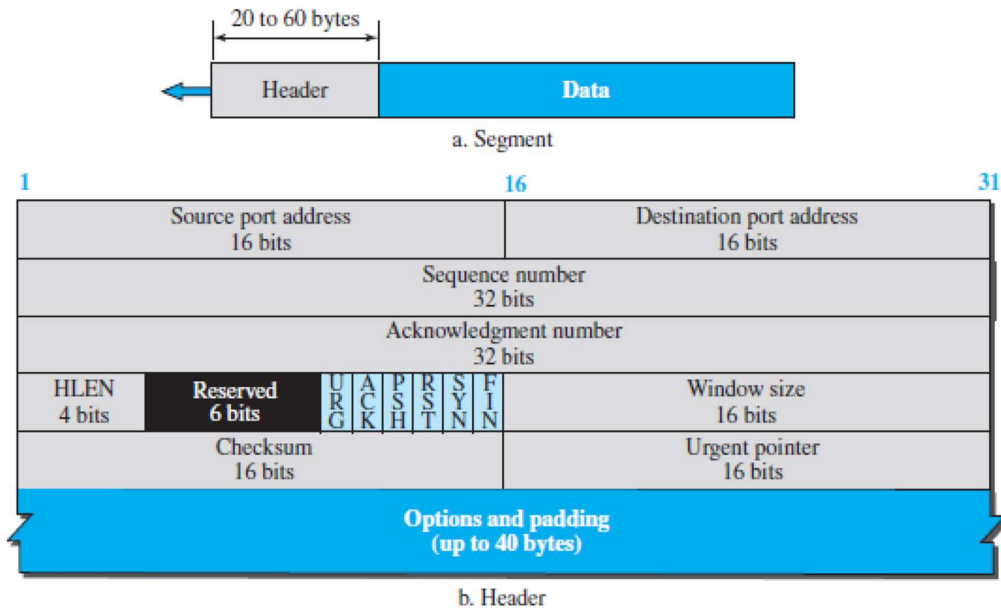 20 to 60 bytes
Header
Data
a. Segment
1
16
31
Source port address
16 bits
Destination port address
16 bits
Sequence number
32 bits
Acknowledgment number
32 bits
HLEN
4 bits
Reserved
6 bits
URG
ACK
PSH
RST
SYN
FIN
Window size
16 bits
Checksum
16 bits
Urgent pointer
16 bits
Options and padding
(up to 40 bytes)
b. Header